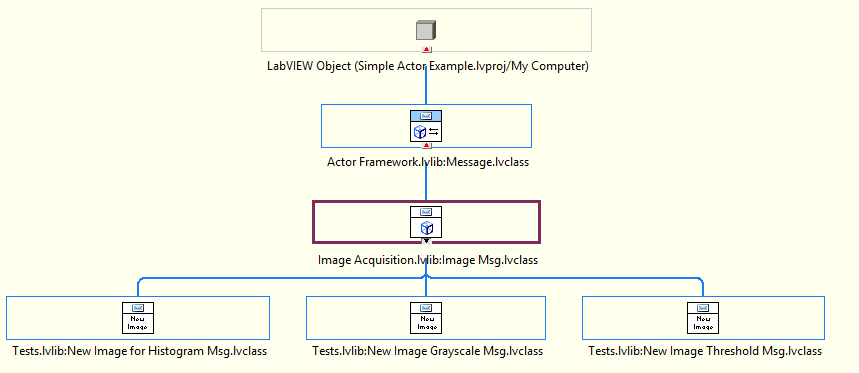 LabVIEW Object (Simple Actor Example.lvproj/My Computer)
Actor Framework.lvlib:Message.lvclass
Image Acquisition.lvlib:Image Msg.lvclass
New
Image
New
Image
New
Image
Tests.lvlib:New Image for Histogram Msg.lvclass
Tests.lvlib:New Image Grayscale Msg.lvclass
Tests.lvlib:New Image Threshold Msg.lvclass